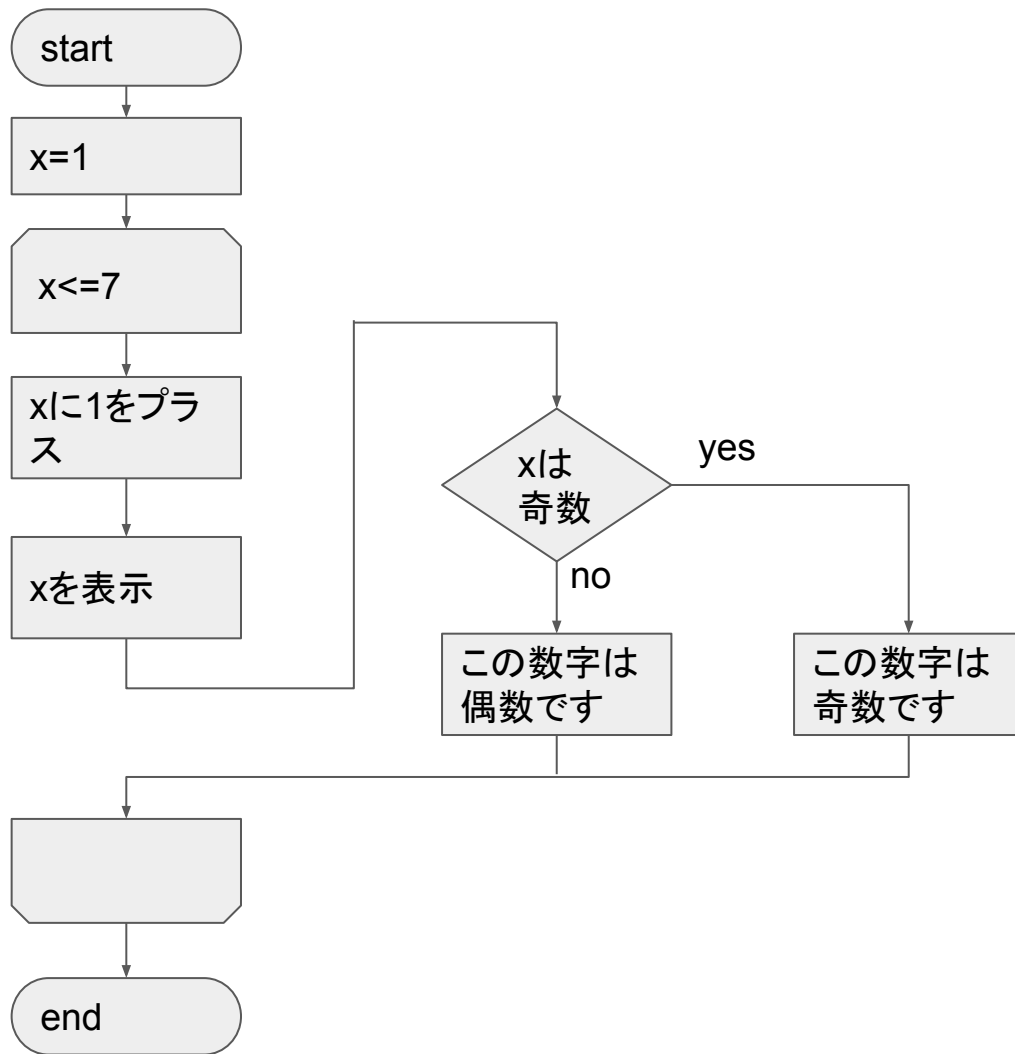 start
x=1
x<=7
xに1をプラ
ス
xを表示
xは
奇数
yes
no
この数字は
偶数です
この数字は
奇数です
end